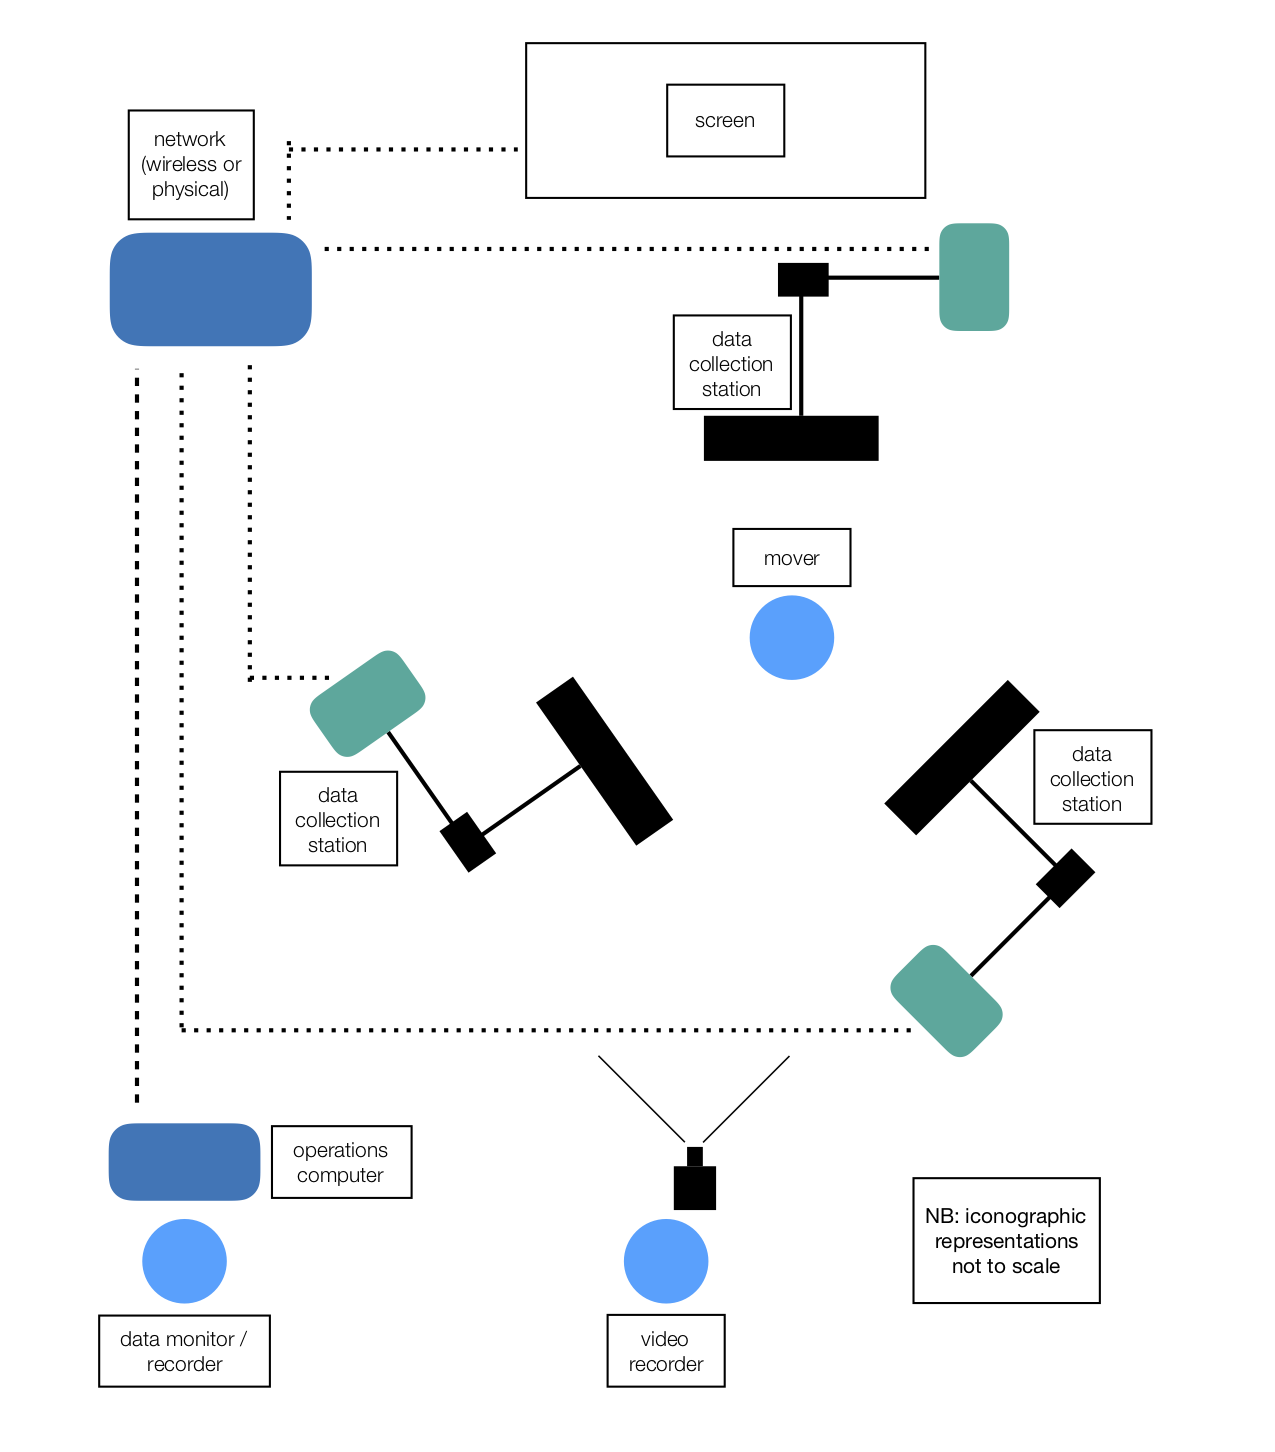 screen
network
(wireless or
physical)
data
collection
station
mover
data
collection
station
data
collection
station
operations
computer
NB: iconographic
representations
not to scale
data monitor /
recorder
video
recorder